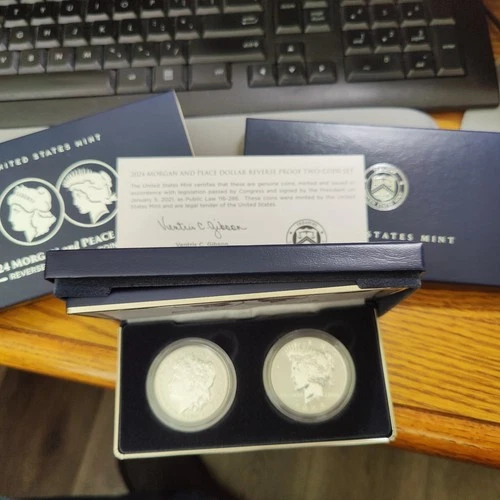 UNITED STATES MINT
2024 MORGAN AND PEACE DOLLAR REVERSE PROOF TWO-COIN SET
The United States Mint certifies that these are genuine coins, minted and issued in
accordance with legislation passed by Congress and signed by the President on
January 5, 2021, as Public Law 116-286. These coins were minted by the United
States Mint and are legal tender of the United States.
Ventris C. Gibson
Ventris C. Gibson
24 MORGAN and PEACE
REVERSE
STATES MINT